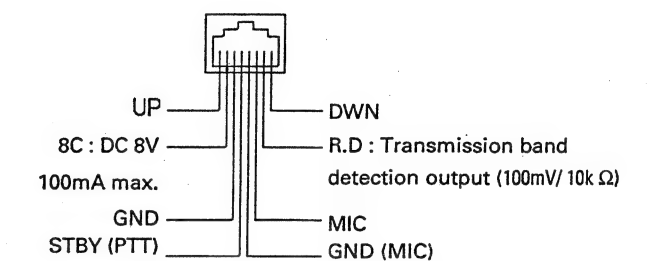 UP
8C : DC 8V
100mA max.
GND
STBY (PTT)
DWN
R.D : Transmission band
detection output (100mV/ 10k Ω)
MIC
GND (MIC)